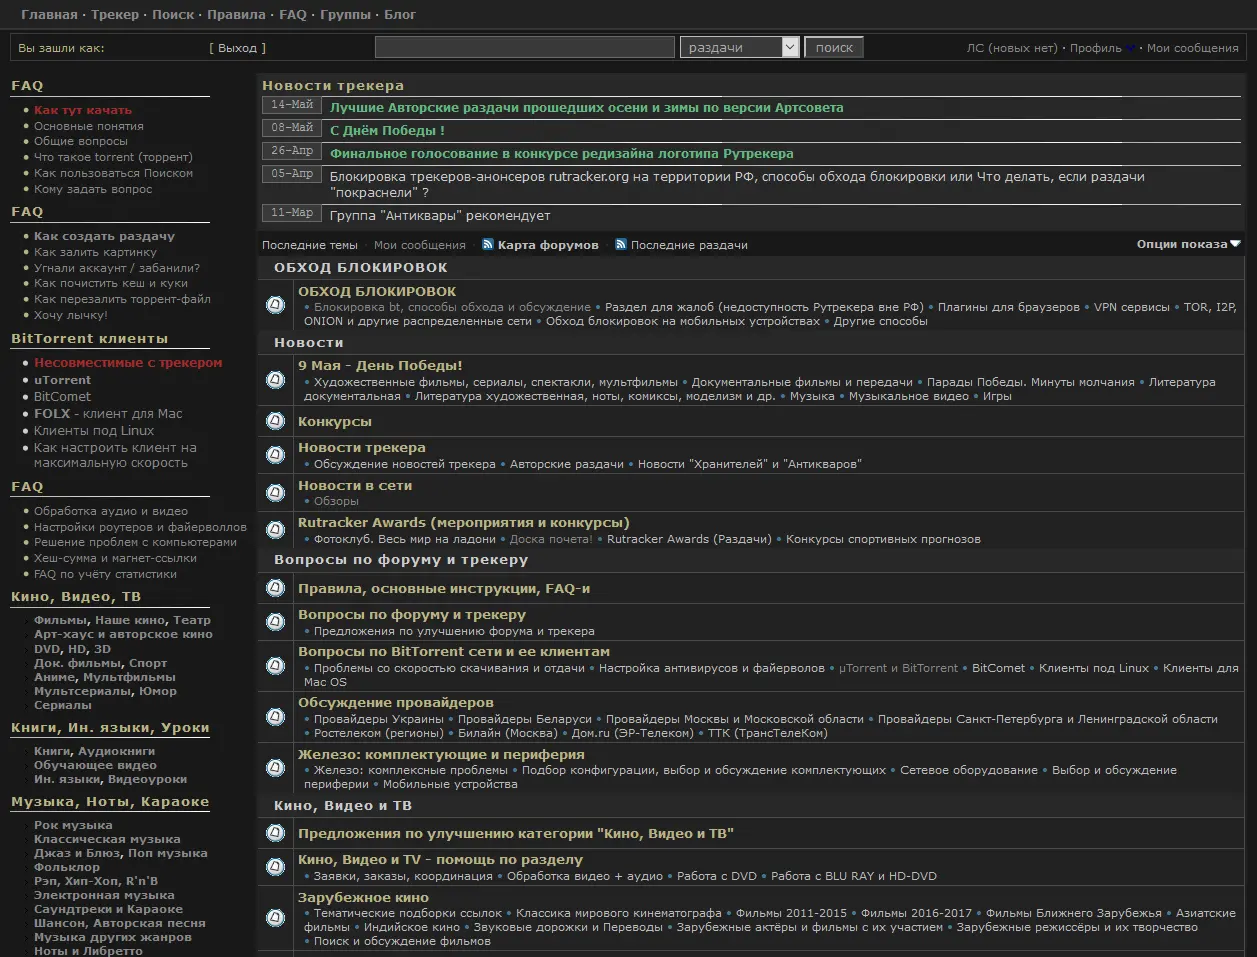 Главная · Трекер · Поиск · Правила · FAQ · Группы · Блог
Вы зашли как: [ Выход ] раздачи поиск ЛС (новых нет) · Профиль · Мои сообщения
FAQ
• Как тут качать
• Основные понятия
• Общие вопросы
• Что такое torrent (торрент)
• Как пользоваться Поиском
• Кому задать вопрос
FAQ
• Как создать раздачу
• Как залить картинку
• Угнали аккаунт / забанили?
• Как почистить кеш и куки
• Как перезалить торрент-файл
• Хочу лычку!
BitTorrent клиенты
• Несовместимые с трекером
• uTorrent
• BitComet
• FOLX - клиент для Mac
• Клиенты под Linux
• Как настроить клиент на
максимальную скорость
FAQ
• Обработка аудио и видео
• Настройки роутеров и файерволлов
• Решение проблем с компьютерами
• Хеш-сумма и магнет-ссылки
• FAQ по учёту статистики
Кино, Видео, ТВ
Фильмы, Наше кино, Театр
Арт-хаус и авторское кино
DVD, HD, 3D
Док. фильмы, Спорт
Аниме, Мультфильмы
Мультсериалы, Юмор
Сериалы
Книги, Ин. языки, Уроки
Книги, Аудиокниги
Обучающее видео
Ин. языки, Видеоуроки
Музыка, Ноты, Караоке
Рок музыка
Классическая музыка
Джаз и Блюз, Поп музыка
Фольклор
Рэп, Хип-Хоп, R'n'B
Электронная музыка
Саундтреки и Караоке
Шансон, Авторская песня
Музыка других жанров
Ноты и Либретто
Новости трекера
14-Май Лучшие Авторские раздачи прошедших осени и зимы по версии Артсовета
08-Май С Днём Победы !
26-Апр Финальное голосование в конкурсе редизайна логотипа Рутрекера
05-Апр Блокировка трекеров-анонсеров rutracker.org на территории РФ, способы обхода блокировки или Что делать, если раздачи
"покраснели" ?
11-Мар Группа "Антиквары" рекомендует
Последние темы · Мои сообщения · Карта форумов · Последние раздачи Опции показа
ОБХОД БЛОКИРОВОК
ОБХОД БЛОКИРОВОК
• Блокировка bt, способы обхода и обсуждение • Раздел для жалоб (недоступность Рутрекера вне РФ) • Плагины для браузеров • VPN сервисы • TOR, I2P,
ONION и другие распределенные сети • Обход блокировок на мобильных устройствах • Другие способы
Новости
9 Мая - День Победы!
• Художественные фильмы, сериалы, спектакли, мультфильмы • Документальные фильмы и передачи • Парады Победы. Минуты молчания • Литература
документальная • Литература художественная, ноты, комиксы, моделизм и др. • Музыка • Музыкальное видео • Игры
Конкурсы
Новости трекера
• Обсуждение новостей трекера • Авторские раздачи • Новости "Хранителей" и "Антикваров"
Новости в сети
• Обзоры
Rutracker Awards (мероприятия и конкурсы)
• Фотоклуб. Весь мир на ладони • Доска почета! • Rutracker Awards (Раздачи) • Конкурсы спортивных прогнозов
Вопросы по форуму и трекеру
Правила, основные инструкции, FAQ-и
Вопросы по форуму и трекеру
• Предложения по улучшению форума и трекера
Вопросы по BitTorrent сети и ее клиентам
• Проблемы со скоростью скачивания и отдачи • Настройка антивирусов и файерволов • µTorrent и BitTorrent • BitComet • Клиенты под Linux • Клиенты для
Mac OS
Обсуждение провайдеров
• Провайдеры Украины • Провайдеры Беларуси • Провайдеры Москвы и Московской области • Провайдеры Санкт-Петербурга и Ленинградской области
• Ростелеком (регионы) • Билайн (Москва) • Дом.ru (ЭР-Телеком) • ТТК (ТрансТелеКом)
Железо: комплектующие и периферия
• Железо: комплексные проблемы • Подбор конфигурации, выбор и обсуждение комплектующих • Сетевое оборудование • Выбор и обсуждение
периферии • Мобильные устройства
Кино, Видео и ТВ
Предложения по улучшению категории "Кино, Видео и ТВ"
Кино, Видео и TV - помощь по разделу
• Заявки, заказы, координация • Обработка видео + аудио • Работа с DVD • Работа с BLU RAY и HD-DVD
Зарубежное кино
• Тематические подборки ссылок • Классика мирового кинематографа • Фильмы 2011-2015 • Фильмы 2016-2017 • Фильмы Ближнего Зарубежья • Азиатские
фильмы • Индийское кино • Звуковые дорожки и Переводы • Зарубежные актёры и фильмы с их участием • Зарубежные режиссёры и их творчество
• Поиск и обсуждение фильмов